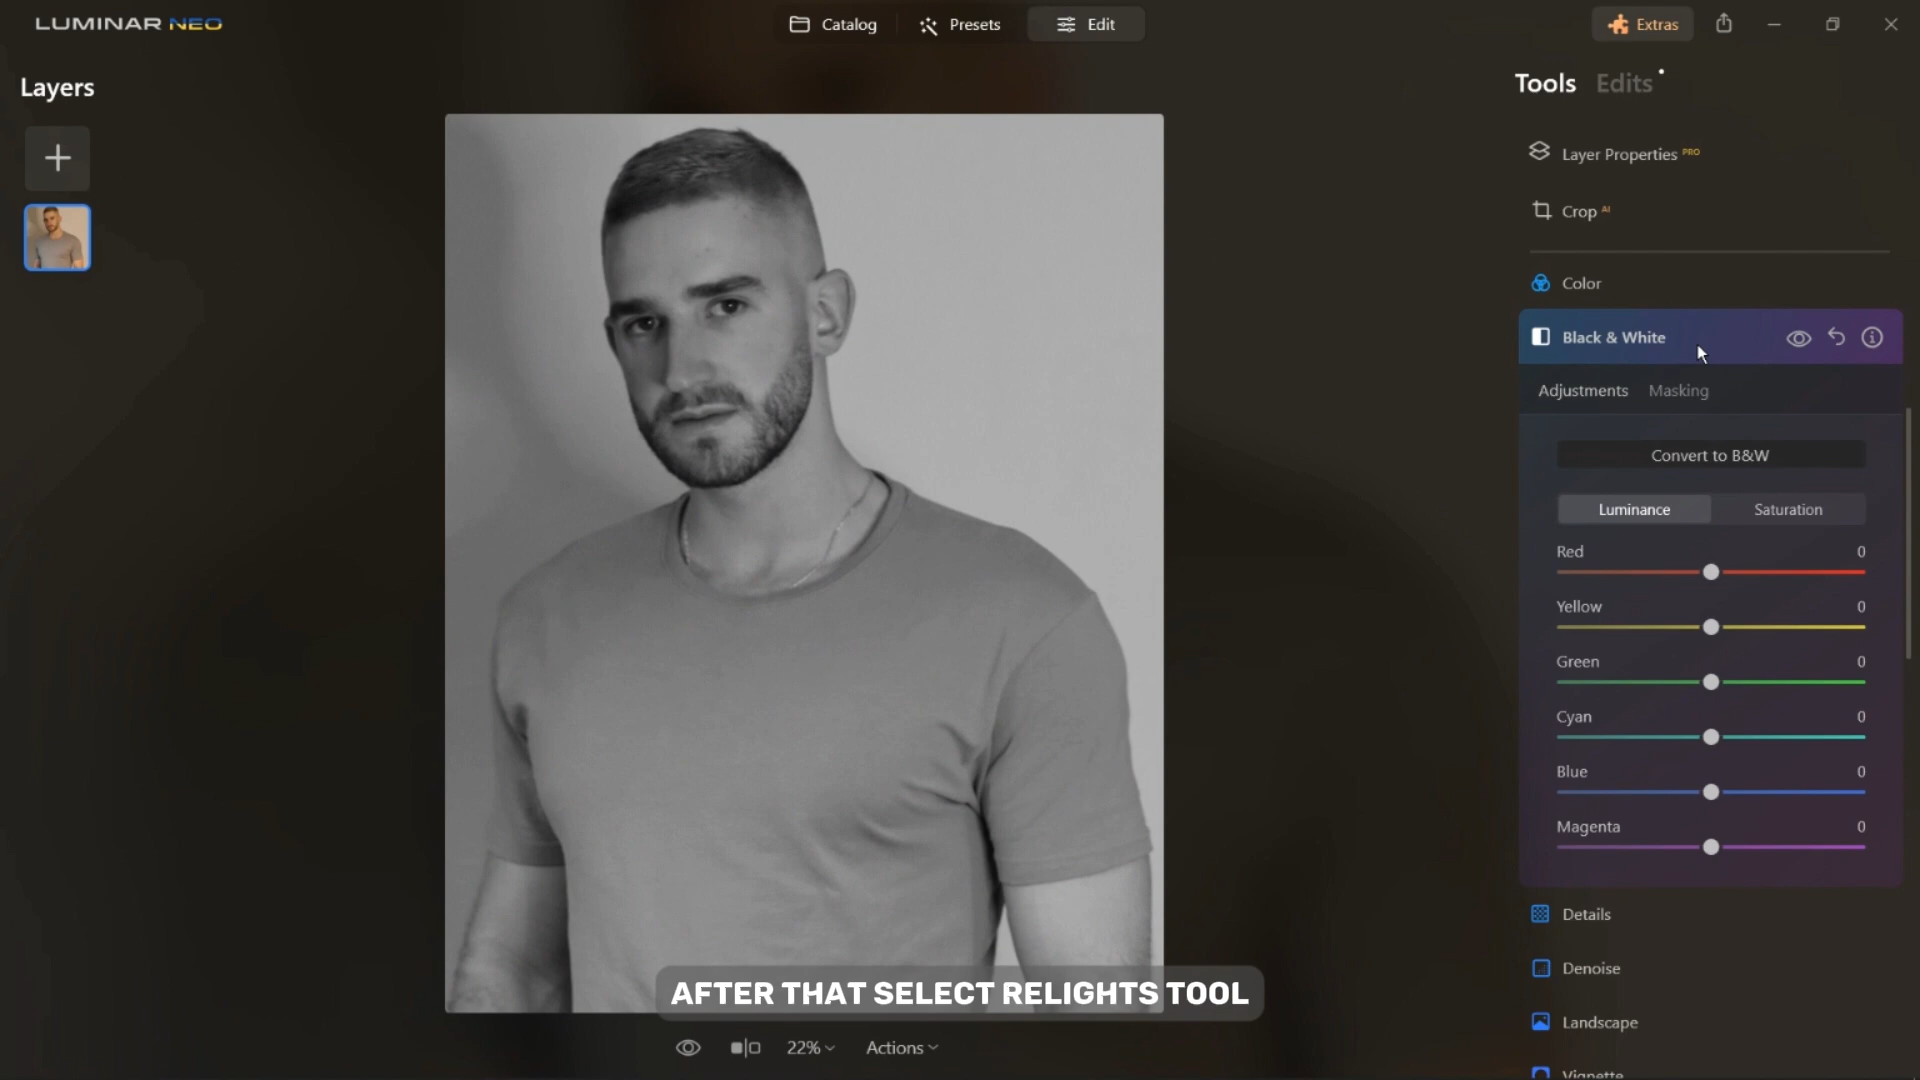 LUMINAR NEO
Catalog
Presets
Edit
Extras
Layers
Tools
Edits
Layer Properties PRO
Crop AI
Color
Black & White
Adjustments
Masking
Convert to B&W
Luminance
Saturation
Red 0
Yellow 0
Green 0
Cyan 0
Blue 0
Magenta 0
Details
Denoise
Landscape
Vignette
AFTER THAT SELECT RELIGHTS TOOL
22%
Actions